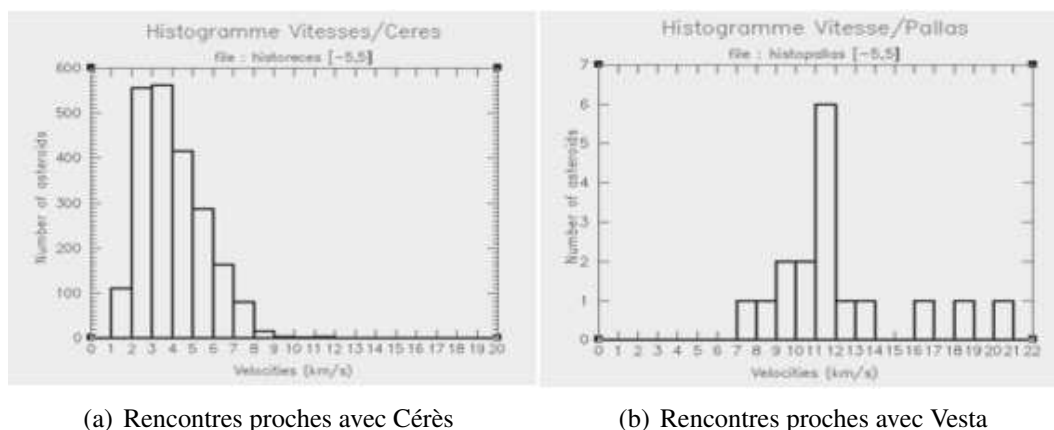 Histogramme Vitesses/Ceres
file : historeces [-5,5]
600
500
400
300
200
100
0
Number of asteroids
0 1 2 3 4 5 6 7 8 9 10 11 12 13 14 15 16 17 18 19 20
Velocities (km/s)
(a) Rencontres proches avec Cérès
Histogramme Vitesse/Pallas
file : histopallas [-5,5]
7
6
5
4
3
2
1
0
Number of asteroids
0 1 2 3 4 5 6 7 8 9 10 11 12 13 14 15 16 17 18 19 20 21 22
Velocities (km/s)
(b) Rencontres proches avec Vesta